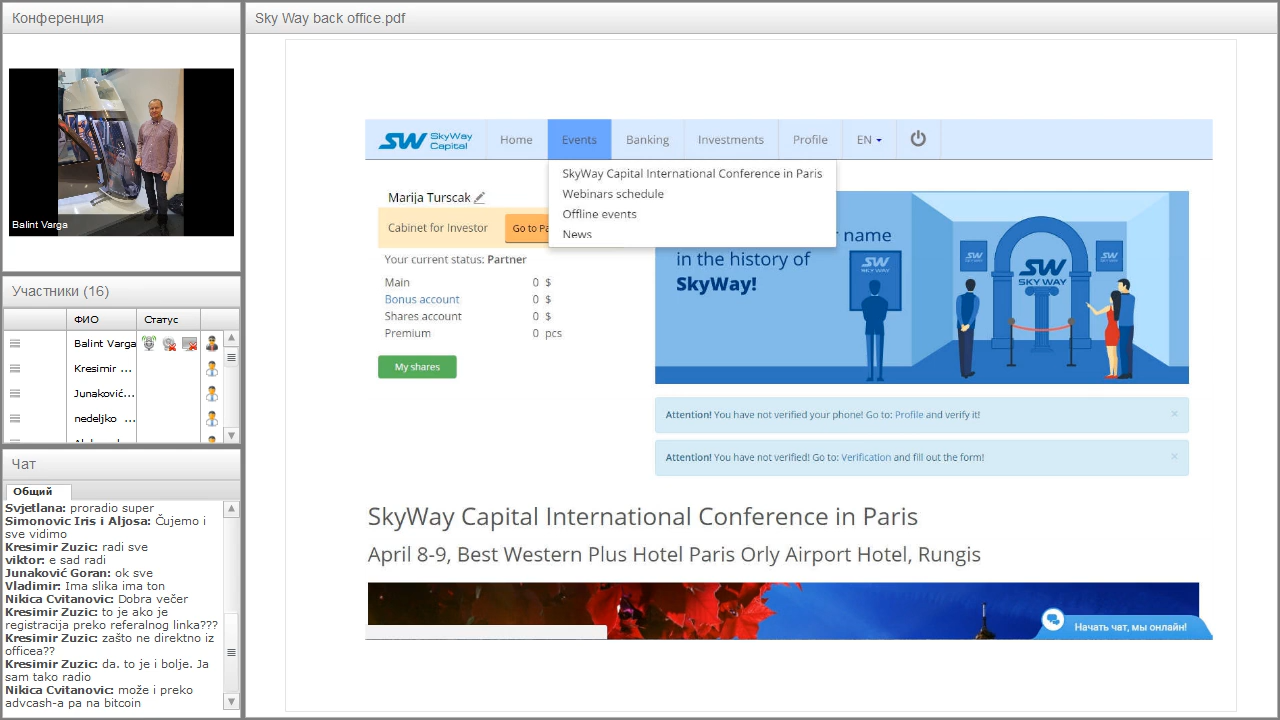 Конференция
Balint Varga
Участники (16)
ФИО Статус
Balint Varga
Kresimir ...
Junaković...
nedeljko ...
Чат
Общий
Svjetlana: proradio super
Simonovic Iris i Aljosa: Čujemo i
sve vidimo
Kresimir Zuzic: radi sve
viktor: e sad radi
Junaković Goran: ok sve
Vladimir: Ima slika ima ton
Nikica Cvitanovic: Dobra večer
Kresimir Zuzic: to je ako je
registracija preko referalnog linka???
Kresimir Zuzic: zašto ne direktno iz
officea??
Kresimir Zuzic: da. to je i bolje. Ja
sam tako radio
Nikica Cvitanovic: može i preko
advcash-a pa na bitcoin
Sky Way back office.pdf
SW SkyWay Capital
Home Events Banking Investments Profile EN
SkyWay Capital International Conference in Paris
Webinars schedule
Offline events
News
Marija Turscak
Cabinet for Investor Go to Pa
Your current status: Partner
Main 0 $
Bonus account 0 $
Shares account 0 $
Premium 0 pcs
My shares
name
in the history of
SkyWay!
SW
SKY WAY
SW
SW
SKY WAY
SW
Attention! You have not verified your phone! Go to: Profile and verify it!
Attention! You have not verified! Go to: Verification and fill out the form!
SkyWay Capital International Conference in Paris
April 8-9, Best Western Plus Hotel Paris Orly Airport Hotel, Rungis
Начать чат, мы онлайн!